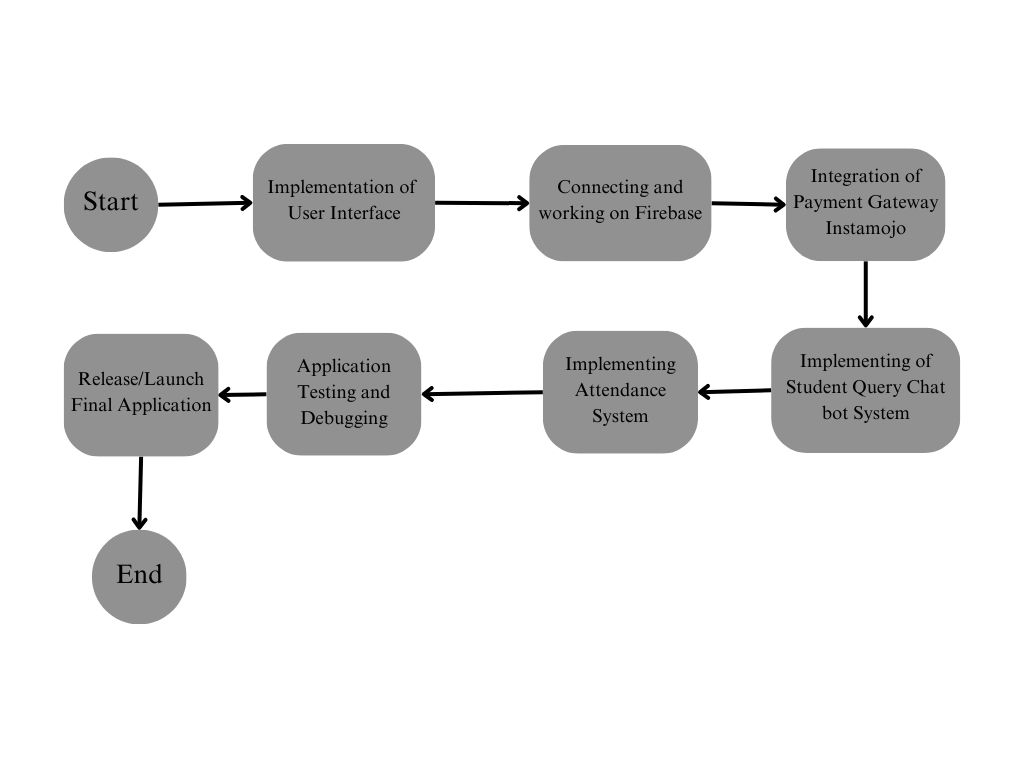 Start
Implementation of
User Interface
Connecting and
working on Firebase
Integration of
Payment Gateway
Instamojo
Implementing of
Student Query Chat
bot System
Implementing
Attendance
System
Application
Testing and
Debugging
Release/Launch
Final Application
End